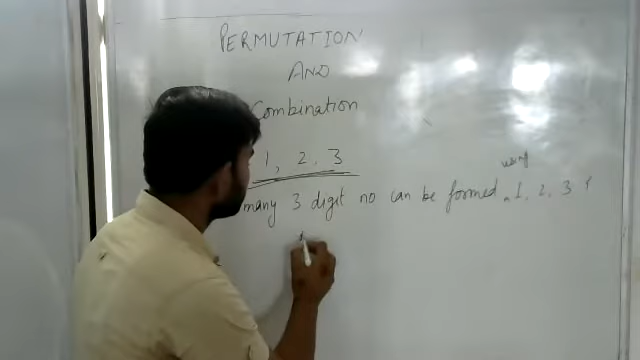 PERMUTATION
AND
Combination
1, 2, 3
using
many 3 digit no can be formed 1, 2, 3